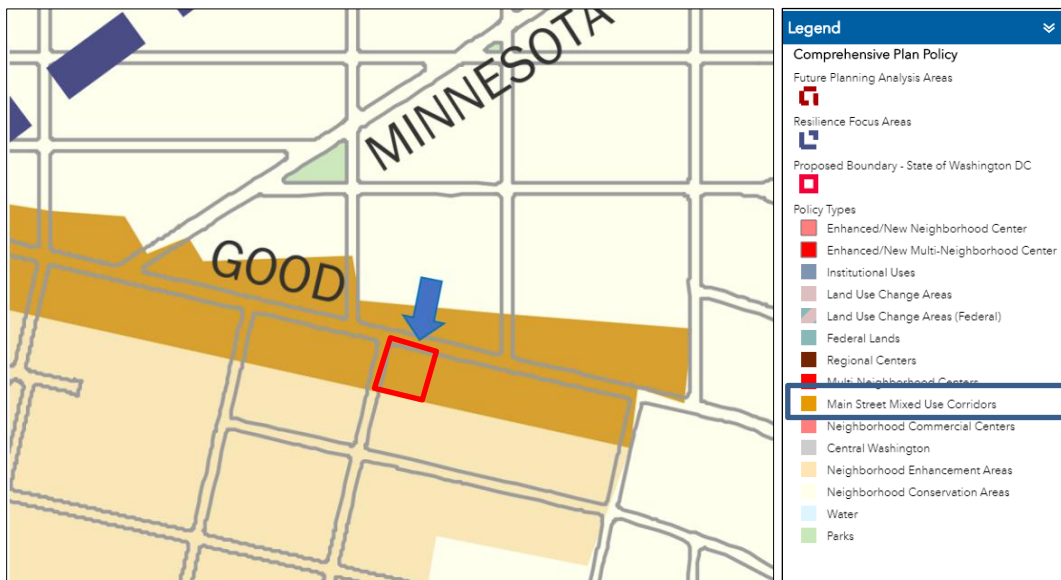 MINNESOTA
GOOD
Legend
Comprehensive Plan Policy
Future Planning Analysis Areas
Resilience Focus Areas
Proposed Boundary - State of Washington DC
Policy Types
Enhanced/New Neighborhood Center
Enhanced/New Multi-Neighborhood Center
Institutional Uses
Land Use Change Areas
Land Use Change Areas (Federal)
Federal Lands
Regional Centers
Multi-Neighborhood Centers
Main Street Mixed Use Corridors
Neighborhood Commercial Centers
Central Washington
Neighborhood Enhancement Areas
Neighborhood Conservation Areas
Water
Parks